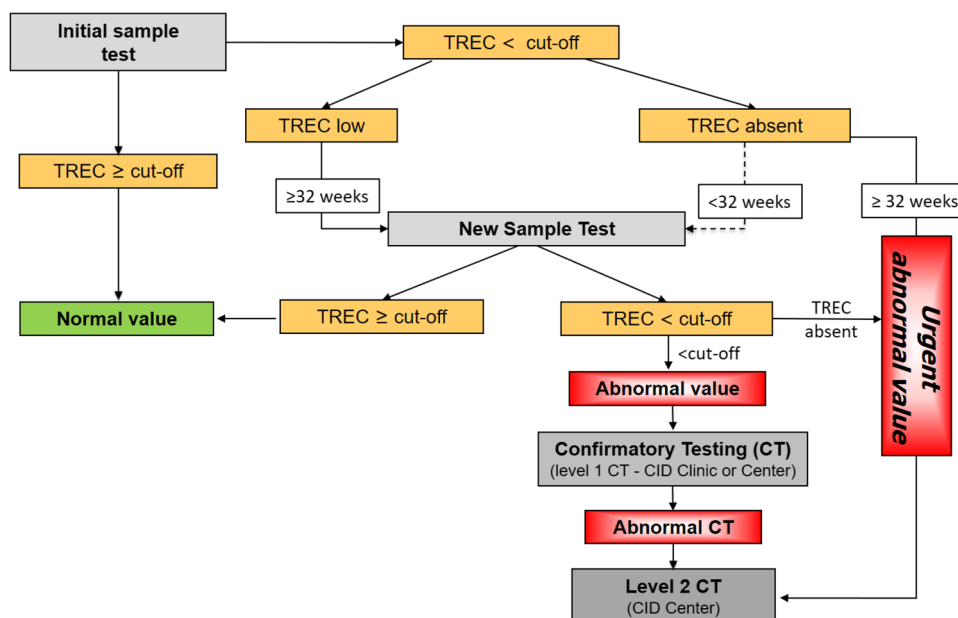 Initial sample
test
TREC < cut-off
TREC low
TREC absent
TREC ≥ cut-off
≥32 weeks
<32 weeks
≥ 32 weeks
New Sample Test
Urgent
abnormal value
Normal value
TREC ≥ cut-off
TREC < cut-off
TREC
absent
<cut-off
Abnormal value
Confirmatory Testing (CT)
(level 1 CT - CID Clinic or Center)
Abnormal CT
Level 2 CT
(CID Center)